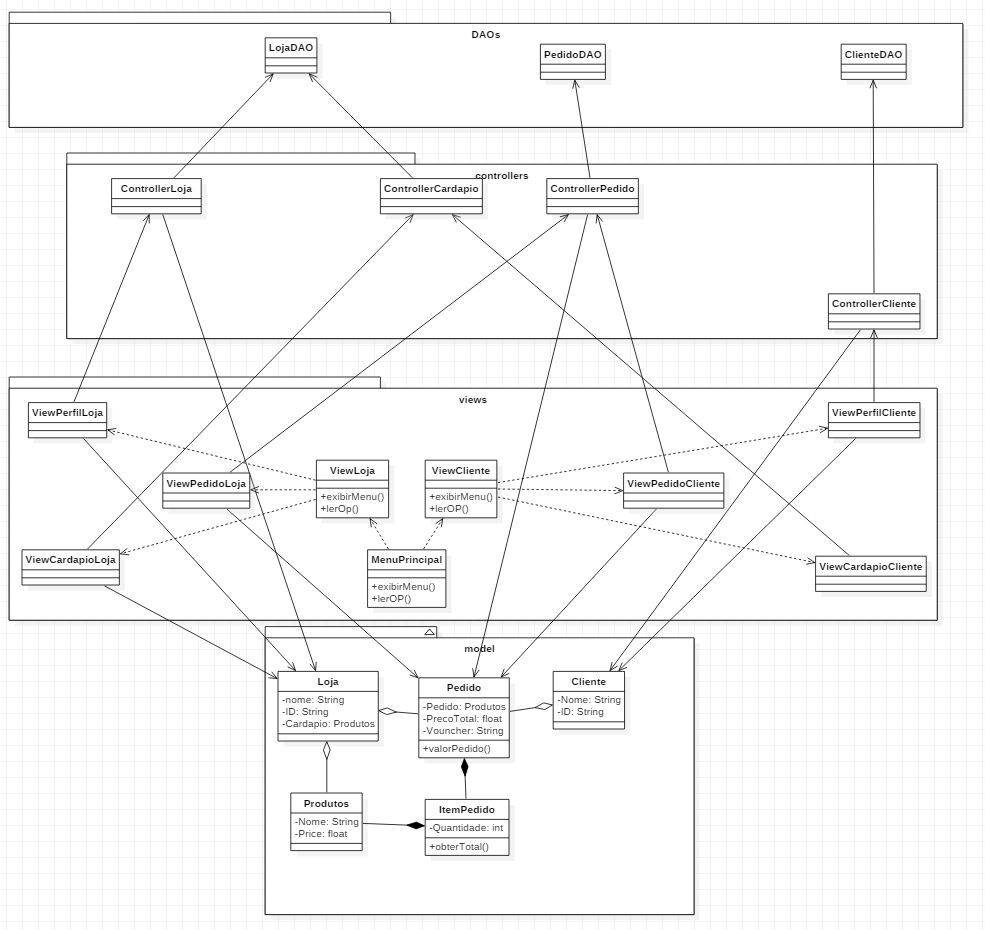 DAOs
LojaDAO
PedidoDAO
ClienteDAO
controllers
ControllerLoja
ControllerCardapio
ControllerPedido
ControllerCliente
views
ViewPerfilLoja
ViewPerfilCliente
ViewLoja
+exibirMenu()
+lerOp()
ViewCliente
+exibirMenu()
+lerOP()
ViewPedidoLoja
ViewPedidoCliente
ViewCardapioLoja
MenuPrincipal
+exibirMenu()
+lerOP()
ViewCardapioCliente
model
Loja
-nome: String
-ID: String
-Cardapio: Produtos
Pedido
-Pedido: Produtos
-PrecoTotal: float
-Vouncher: String
+valorPedido()
Cliente
-Nome: String
-ID: String
Produtos
-Nome: String
-Price: float
ItemPedido
-Quantidade: int
+obterTotal()